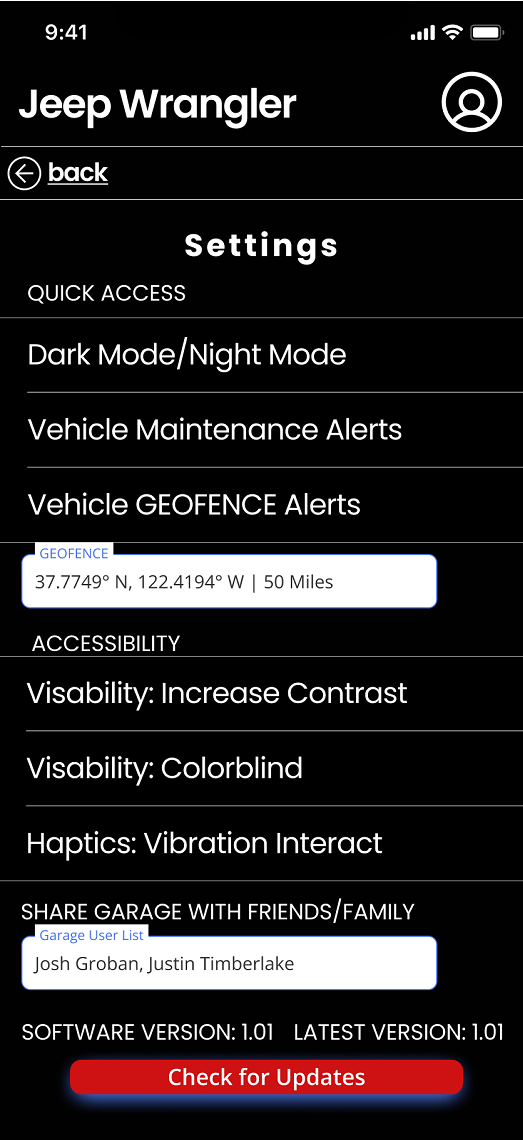 9:41
Jeep Wrangler
back
Settings
QUICK ACCESS
Dark Mode/Night Mode
Vehicle Maintenance Alerts
Vehicle GEOFENCE Alerts
GEOFENCE
37.7749° N, 122.4194° W | 50 Miles
ACCESSIBILITY
Visability: Increase Contrast
Visability: Colorblind
Haptics: Vibration Interact
SHARE GARAGE WITH FRIENDS/FAMILY
Garage User List
Josh Groban, Justin Timberlake
SOFTWARE VERSION: 1.01 LATEST VERSION: 1.01
Check for Updates